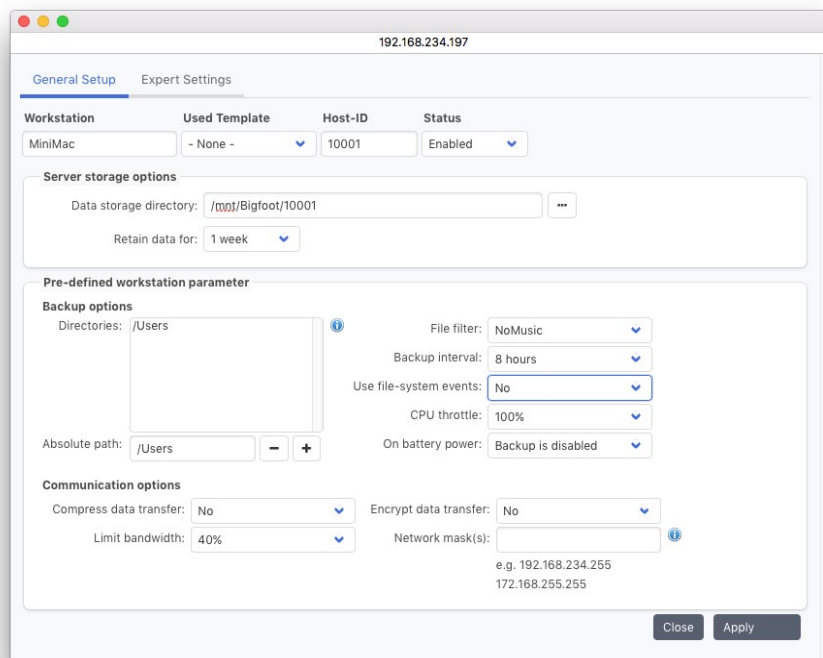 192.168.234.197
General Setup Expert Settings
Workstation Used Template Host-ID Status
MiniMac - None - 10001 Enabled
Server storage options
Data storage directory: /mnt/Bigfoot/10001 ...
Retain data for: 1 week
Pre-defined workstation parameter
Backup options
Directories: /Users
File filter: NoMusic
Backup interval: 8 hours
Use file-system events: No
CPU throttle: 100%
Absolute path: /Users - +
On battery power: Backup is disabled
Communication options
Compress data transfer: No Encrypt data transfer: No
Limit bandwidth: 40% Network mask(s):
e.g. 192.168.234.255
172.168.255.255
Close Apply